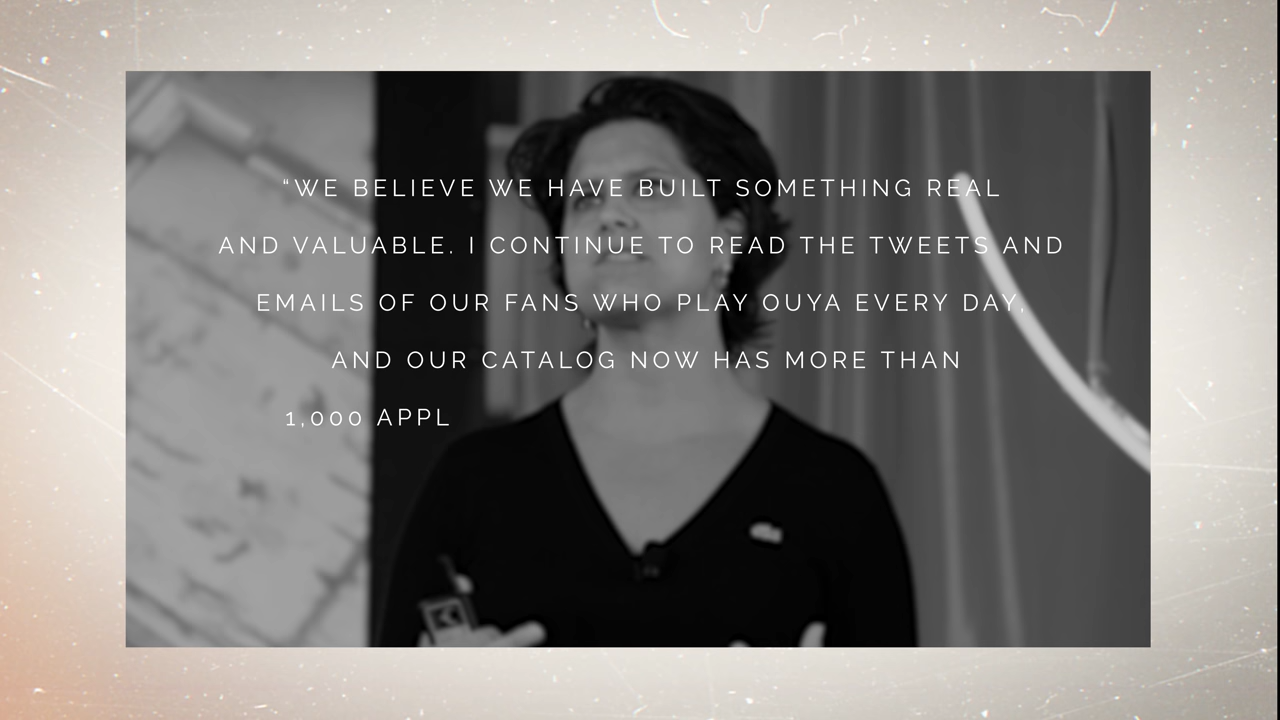 “WE BELIEVE WE HAVE BUILT SOMETHING REAL
AND VALUABLE. I CONTINUE TO READ THE TWEETS AND
EMAILS OF OUR FANS WHO PLAY OUYA EVERY DAY,
AND OUR CATALOG NOW HAS MORE THAN
1,000 APPL